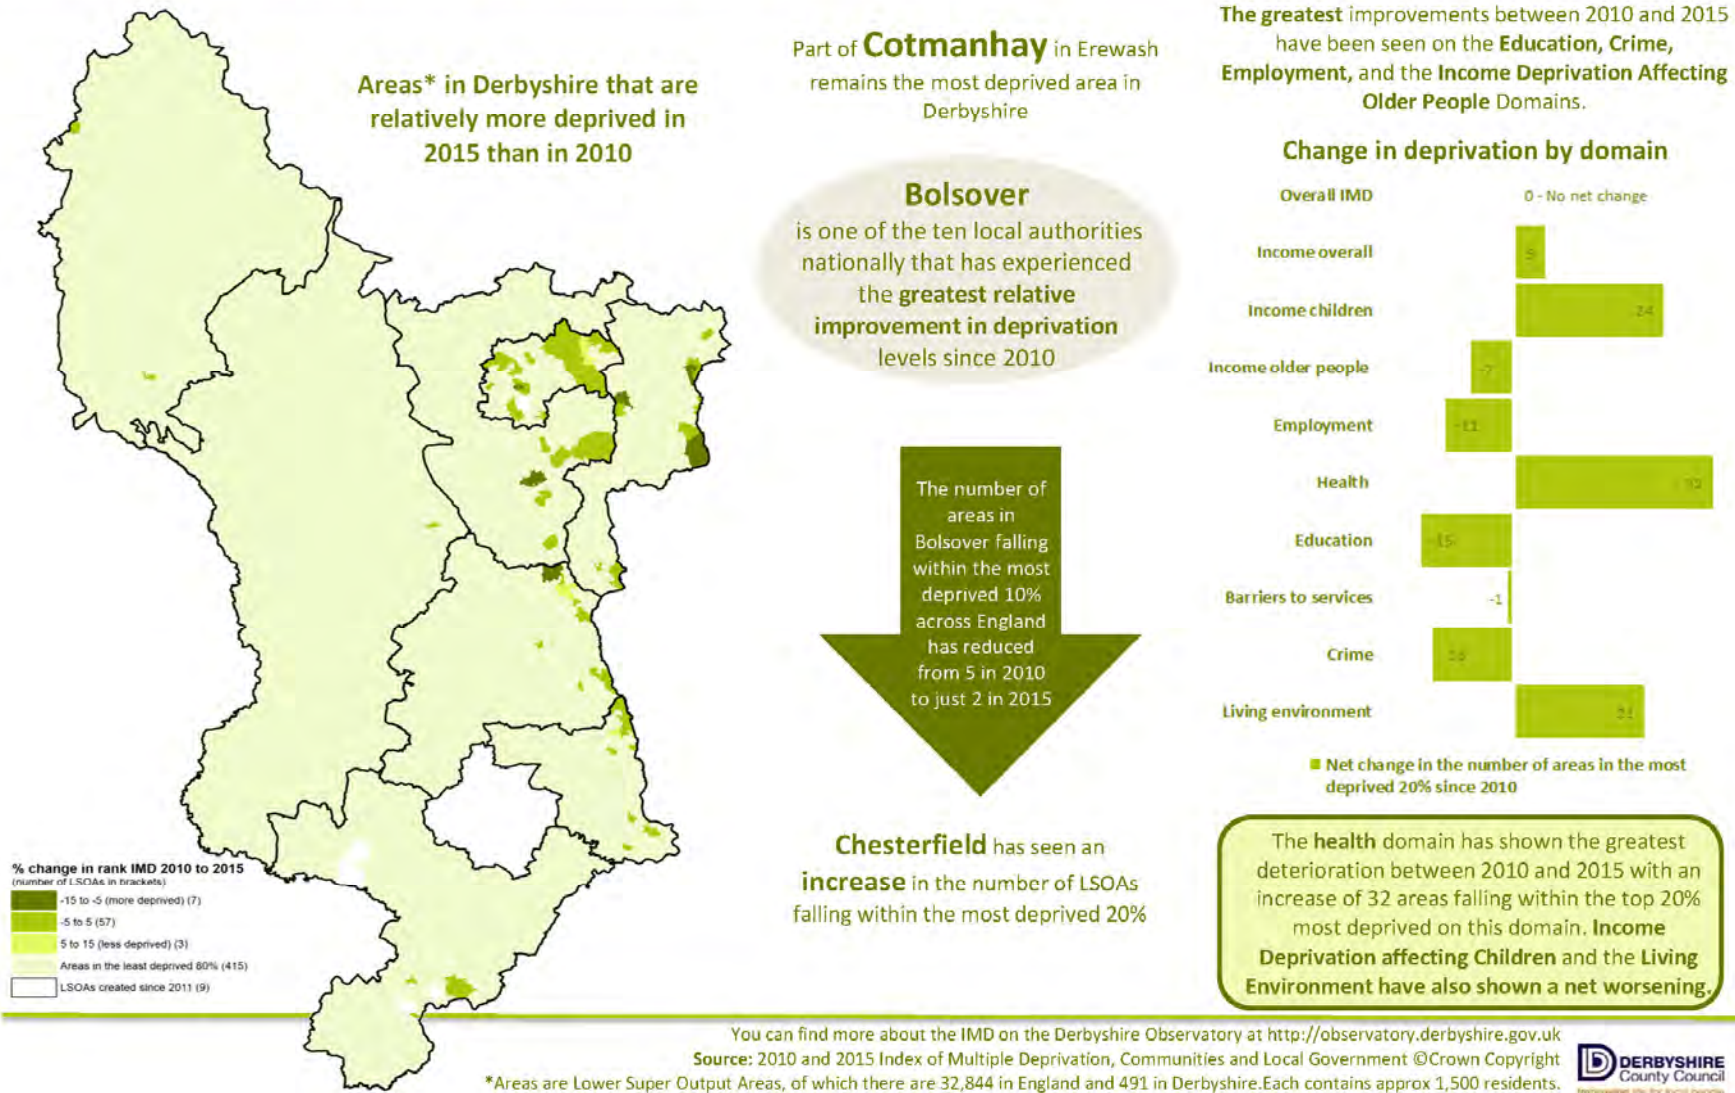 Areas* in Derbyshire that are
relatively more deprived in
2015 than in 2010
% change in rank IMD 2010 to 2015
(number of LSOAs in brackets)
-15 to -5 (more deprived) (7)
-5 to 5 (57)
5 to 15 (less deprived) (3)
Areas in the least deprived 80% (415)
LSOAs created since 2011 (9)
Part of Cotmanhay in Erewash
remains the most deprived area in
Derbyshire
Bolsover
is one of the ten local authorities
nationally that has experienced
the greatest relative
improvement in deprivation
levels since 2010
The number of
areas in
Bolsover falling
within the most
deprived 10%
across England
has reduced
from 5 in 2010
to just 2 in 2015
Chesterfield has seen an
increase in the number of LSOAs
falling within the most deprived 20%
The greatest improvements between 2010 and 2015
have been seen on the Education, Crime,
Employment, and the Income Deprivation Affecting
Older People Domains.
Change in deprivation by domain
Overall IMD 0 - No net change
Income overall
Income children 24
Income older people -7
Employment -11
Health 32
Education -15
Barriers to services -1
Crime
Living environment 21
Net change in the number of areas in the most
deprived 20% since 2010
The health domain has shown the greatest
deterioration between 2010 and 2015 with an
increase of 32 areas falling within the top 20%
most deprived on this domain. Income
Deprivation affecting Children and the Living
Environment have also shown a net worsening.
You can find more about the IMD on the Derbyshire Observatory at http://observatory.derbyshire.gov.uk
Source: 2010 and 2015 Index of Multiple Deprivation, Communities and Local Government ©Crown Copyright
*Areas are Lower Super Output Areas, of which there are 32,844 in England and 491 in Derbyshire.Each contains approx 1,500 residents.
DERBYSHIRE
County Council